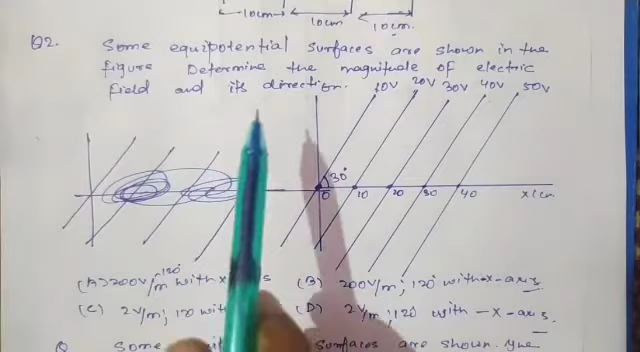 10cm 10cm 10cm.
Q2. Some equipotential surfaces are shown in the
figure Determine the magnitude of electric
field and its direction.
10V 20V 30V 40V 50V
30°
0 10 20 30 40 x(cm
(A) 200V/m 120° with x
(B) 200V/m; 120° with -x-axis
(C) 2V/m; 120 with
(D) 2V/m; 120 with -x-axis
Q Some surfaces are shown. The